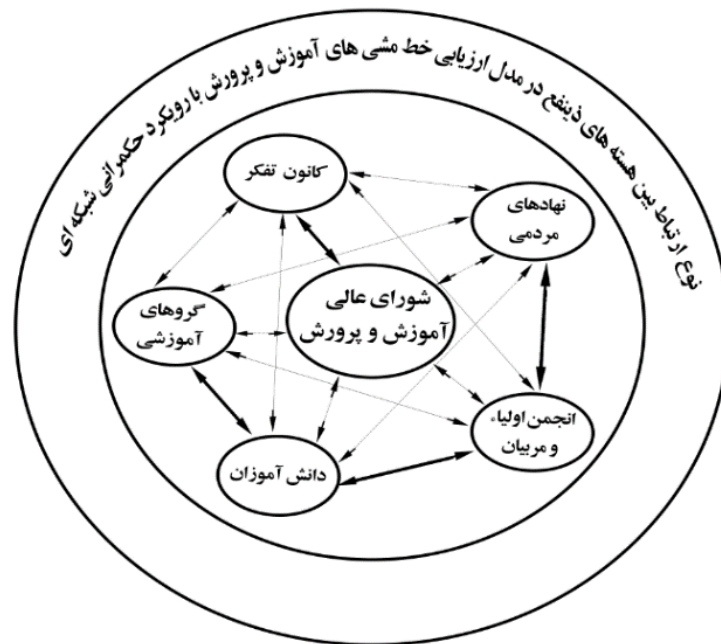 نوع ارتباط بین هسته های ذینفع در مدل ارزیابی خط مشی های آموزش و پرورش با رویکرد حکمرانی شبکه ای
کانون تفکر
نهادهای
مردمی
شورای عالی
آموزش و پرورش
گروهای
آموزشی
انجمن اولیاء
و مربیان
دانش آموزان